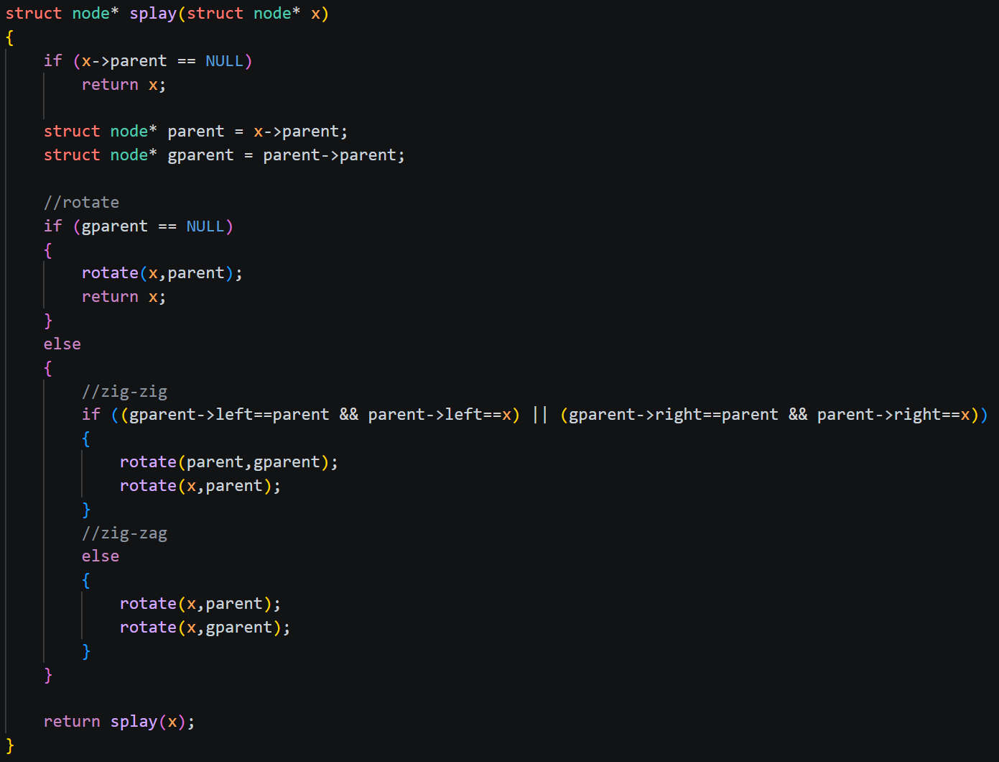 struct node* splay(struct node* x)
{
    if (x->parent == NULL)
        return x;

    struct node* parent = x->parent;
    struct node* gparent = parent->parent;

    //rotate
    if (gparent == NULL)
    {
        rotate(x,parent);
        return x;
    }
    else
    {
        //zig-zig
        if ((gparent->left==parent && parent->left==x) || (gparent->right==parent && parent->right==x))
        {
            rotate(parent,gparent);
            rotate(x,parent);
        }
        //zig-zag
        else
        {
            rotate(x,parent);
            rotate(x,gparent);
        }
    }

    return splay(x);
}